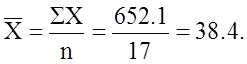 X̅ = ΣX / n = 652.1 / 17 = 38.4.